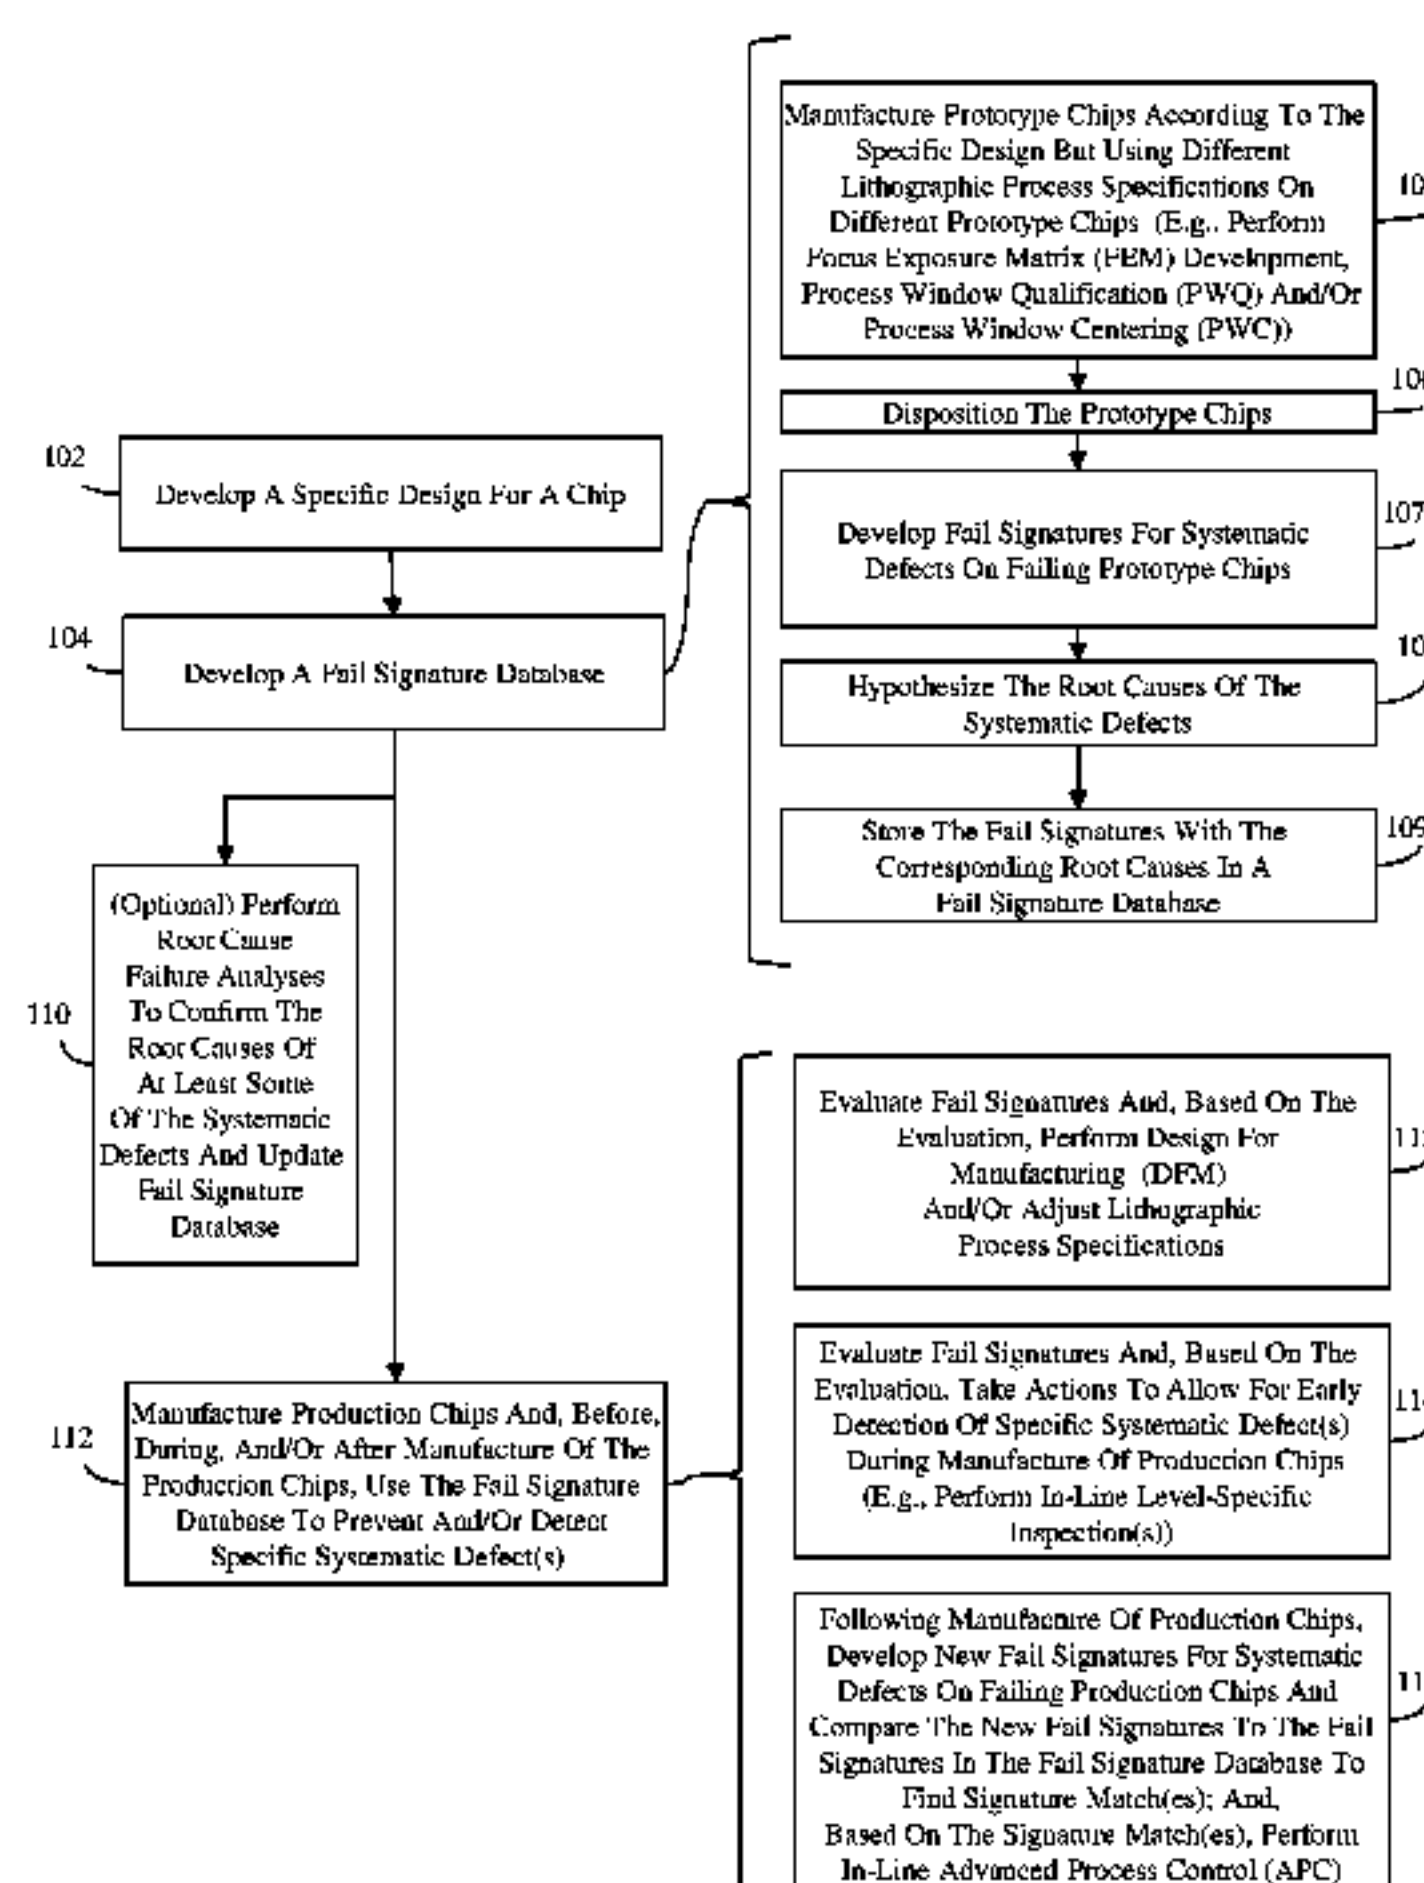 Manufacture Prototype Chips According To The
Specific Design But Using Different
Lithographic Process Specifications On
Different Prototype Chips (E.g., Perform
Focus Exposure Matrix (FEM) Development,
Process Window Qualification (PWQ) And/Or
Process Window Centering (PWC))
Disposition The Prototype Chips
107
Develop Fail Signatures For Systematic
Defects On Failing Prototype Chips
Hypothesize The Root Causes Of The
Systematic Defects
109
Store The Fail Signatures With The
Corresponding Root Causes In A
Fail Signature Database
102
Develop A Specific Design For A Chip
104
Develop A Fail Signature Database
110
(Optional) Perform
Root Cause
Failure Analyses
To Confirm The
Root Causes Of
At Least Some
Of The Systematic
Defects And Update
Fail Signature
Database
112
Manufacture Production Chips And, Before,
During, And/Or After Manufacture Of The
Production Chips, Use The Fail Signature
Database To Prevent And/Or Detect
Specific Systematic Defect(s)
Evaluate Fail Signatures And, Based On The
Evaluation, Perform Design For
Manufacturing (DFM)
And/Or Adjust Lithographic
Process Specifications
Evaluate Fail Signatures And, Based On The
Evaluation, Take Actions To Allow For Early
Detection Of Specific Systematic Defect(s)
During Manufacture Of Production Chips
(E.g., Perform In-Line Level-Specific
Inspection(s))
Following Manufacture Of Production Chips,
Develop New Fail Signatures For Systematic
Defects On Failing Production Chips And
Compare The New Fail Signatures To The Fail
Signatures In The Fail Signature Database To
Find Signature Match(es); And,
Based On The Signature Match(es), Perform
In-Line Advanced Process Control (APC)